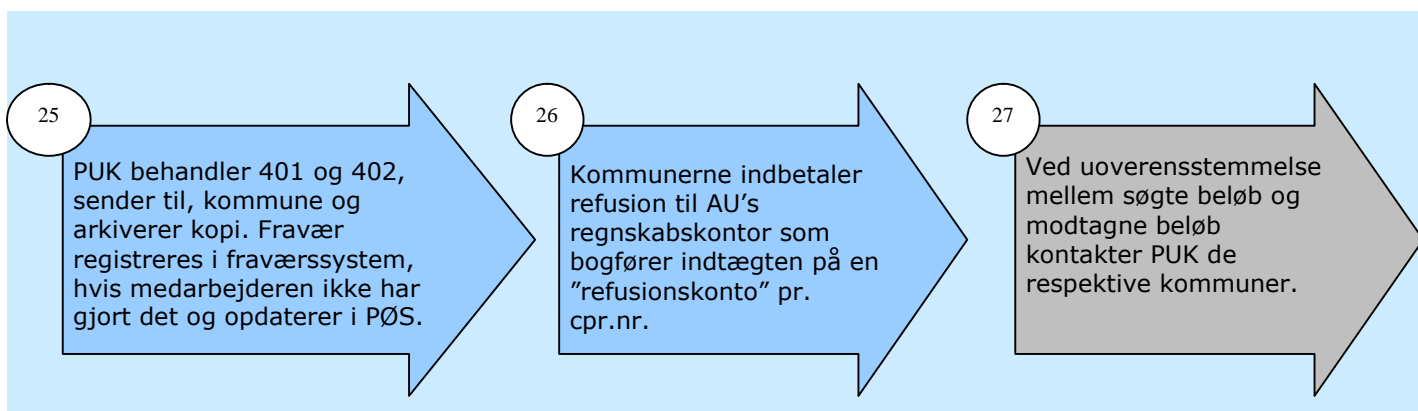 25
PUK behandler 401 og 402,
sender til, kommune og
arkiverer kopi. Fravær
registreres i fraværssystem,
hvis medarbejderen ikke har
gjort det og opdaterer i PØS.
26
Kommunerne indbetaler
refusion til AU's
regnskabskontor som
bogfører indtægten på en
”refusionskonto” pr.
cpr.nr.
27
Ved uoverensstemmelse
mellem søgte beløb og
modtagne beløb
kontakter PUK de
respektive kommuner.